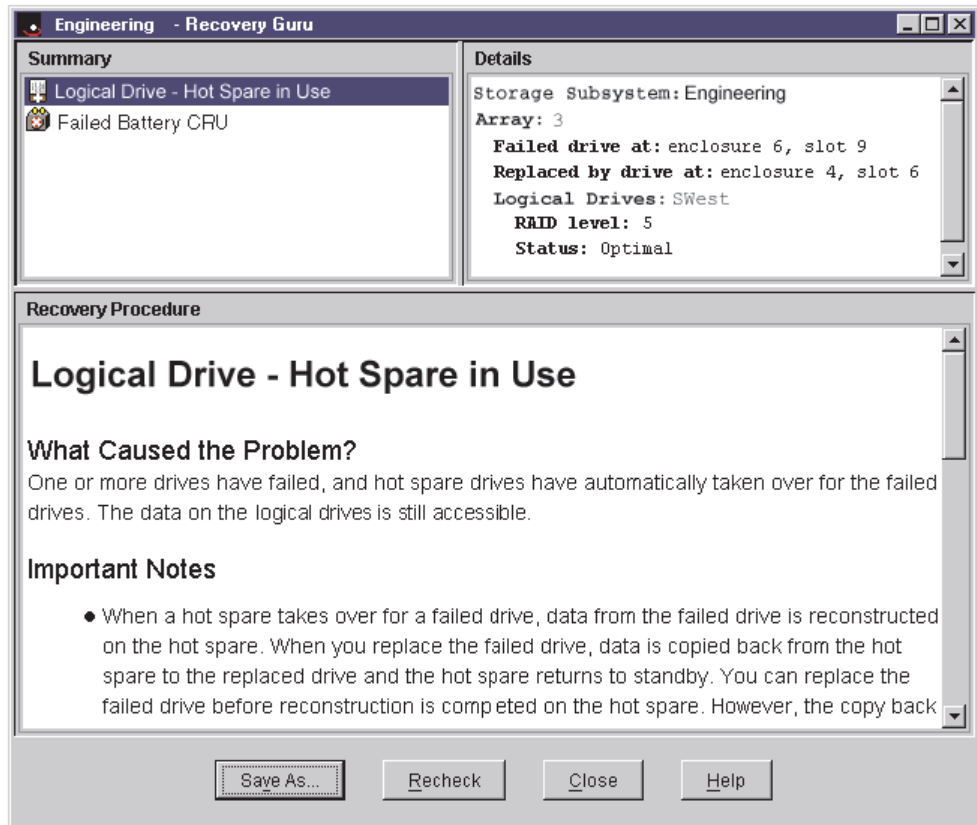 Engineering - Recovery Guru
Summary
Logical Drive - Hot Spare in Use
Failed Battery CRU
Details
Storage Subsystem: Engineering
Array: 3
Failed drive at: enclosure 6, slot 9
Replaced by drive at: enclosure 4, slot 6
Logical Drives: SWest
RAID level: 5
Status: Optimal
Recovery Procedure
Logical Drive - Hot Spare in Use
What Caused the Problem?
One or more drives have failed, and hot spare drives have automatically taken over for the failed
drives. The data on the logical drives is still accessible.
Important Notes
● When a hot spare takes over for a failed drive, data from the failed drive is reconstructed
on the hot spare. When you replace the failed drive, data is copied back from the hot
spare to the replaced drive and the hot spare returns to standby. You can replace the
failed drive before reconstruction is comp eted on the hot spare. However, the copy back
Save As...
Recheck
Close
Help